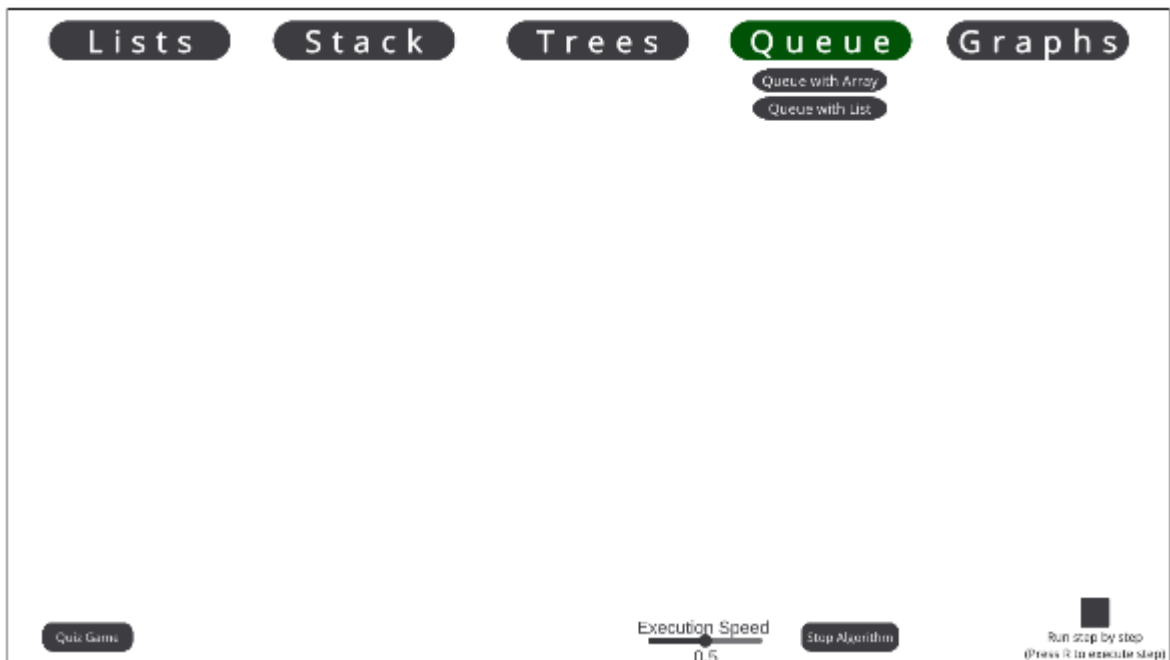 Lists
Stack
Trees
Queue
Graphs
Queue with Array
Queue with List
Quiz Game
Execution Speed
0.5
Stop Algorithm
Run step by step
(Press R to execute step)